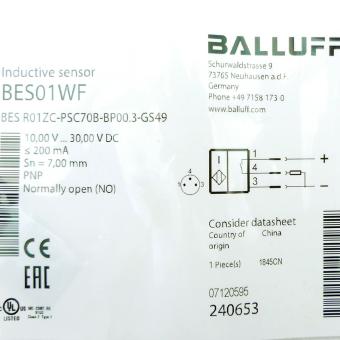 BALLUFF
Schurwaldstrasse 9
73765 Neuhausen a.d.F.
Germany
Phone +49 7158 173-0
www.balluff.com
Inductive sensor
BES01WF
BES R01ZC-PSC70B-BP00.3-GS49
10,00 V ... 30,00 V DC
≤ 200 mA
Sn = 7,00 mm
PNP
Normally open (NO)
1
4
3
+
−
Consider datasheet
Country of China
origin
1 Piece(s) 1845CN
07120595
240653
CE
EAC
UL US